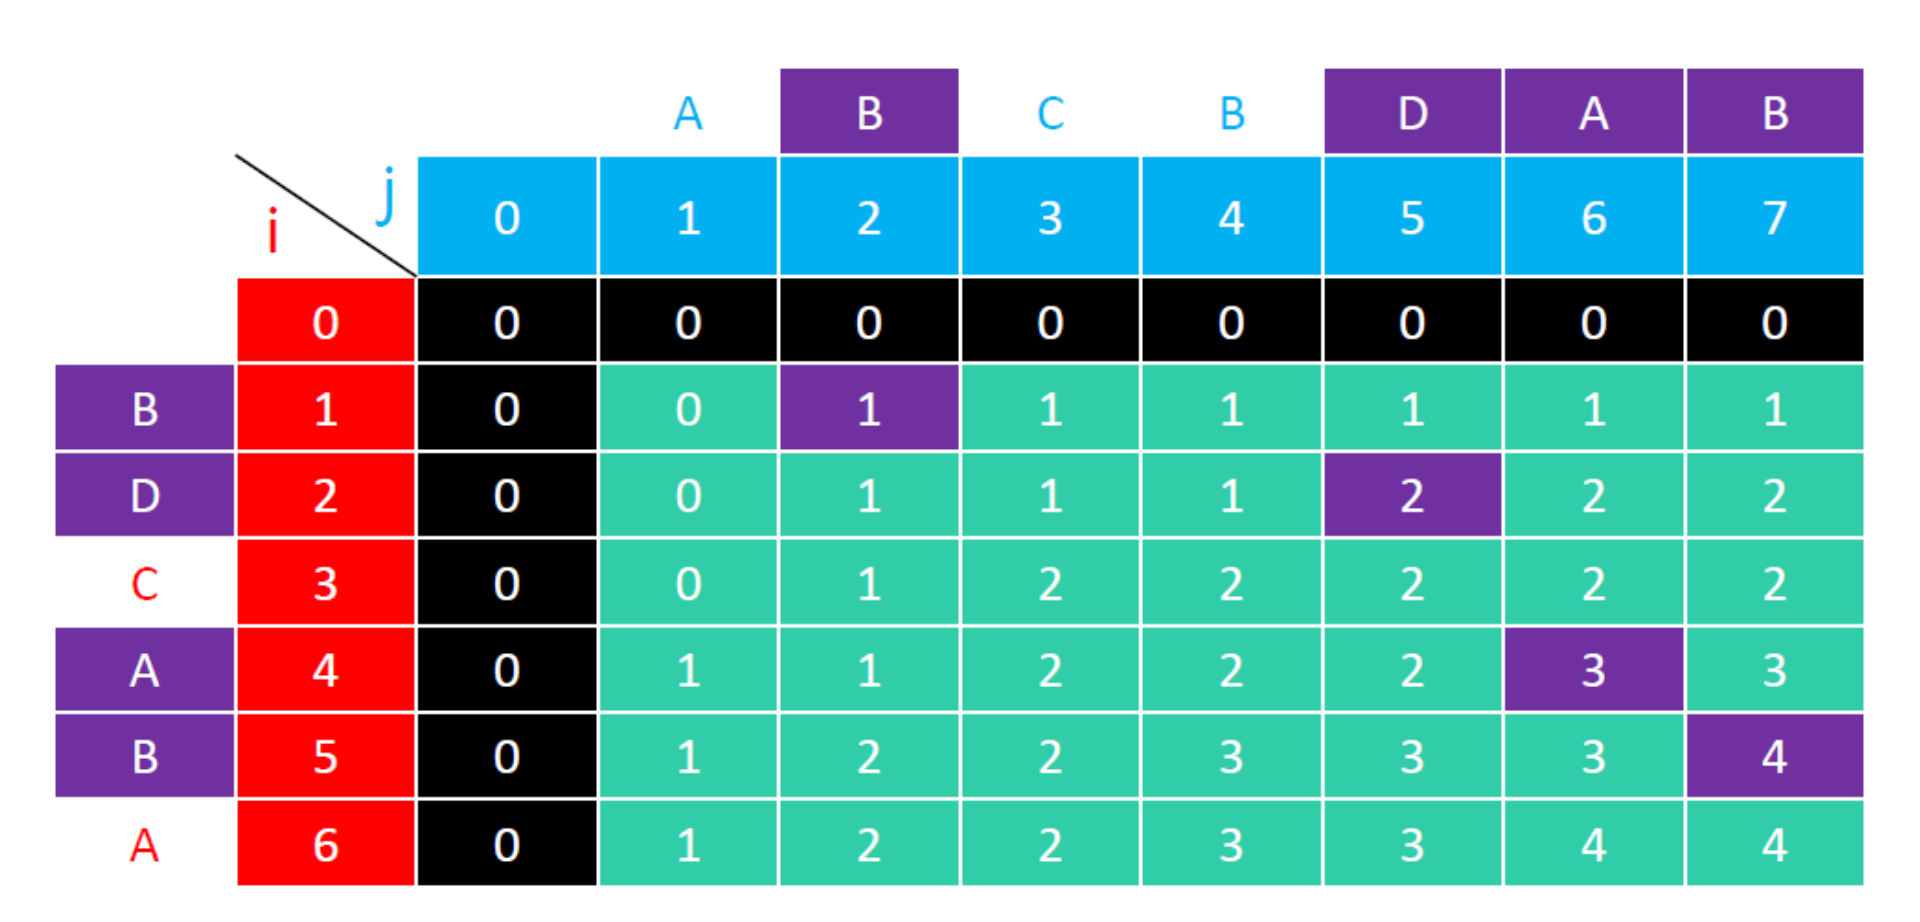 A B C B D A B
i j 0 1 2 3 4 5 6 7
0 0 0 0 0 0 0 0 0
B 1 0 0 1 1 1 1 1 1
D 2 0 0 1 1 1 2 2 2
C 3 0 0 1 2 2 2 2 2
A 4 0 1 1 2 2 2 3 3
B 5 0 1 2 2 3 3 3 4
A 6 0 1 2 2 3 3 4 4